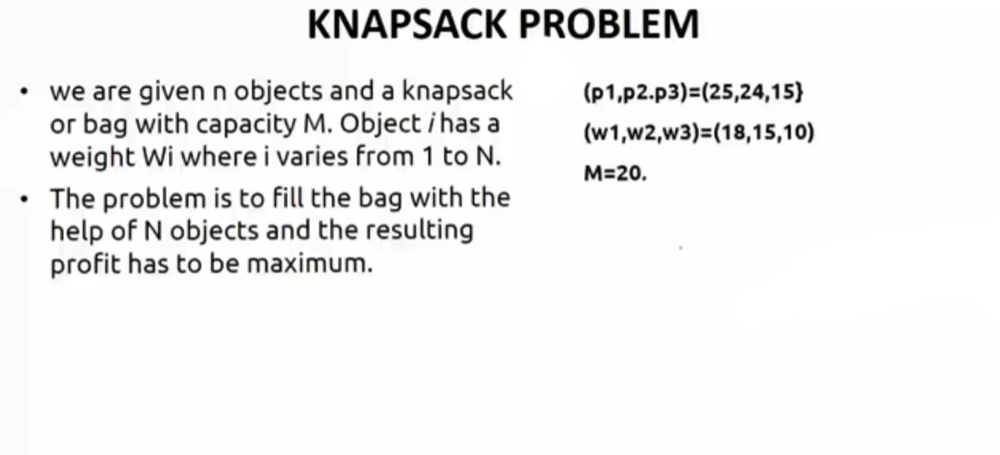 KNAPSACK PROBLEM
• we are given n objects and a knapsack
or bag with capacity M. Object i has a
weight Wi where i varies from 1 to N.
• The problem is to fill the bag with the
help of N objects and the resulting
profit has to be maximum.
(p1,p2.p3)=(25,24,15}
(w1,w2,w3)=(18,15,10)
M=20.